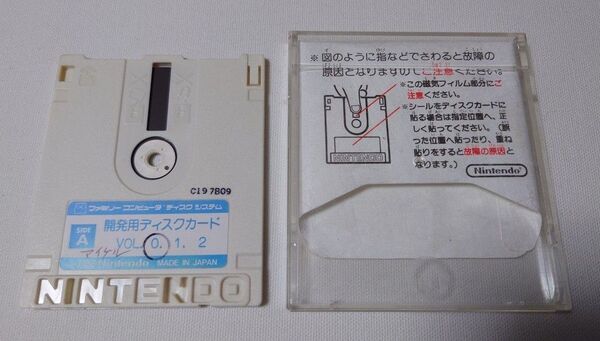 C197B09
ファミリー コンピュータ ディスク システム
SIDE
A
開発用ディスクカード
VOL. 0. 1. 2
マイケル
Nintendo MADE IN JAPAN
NINTENDO
※図のように指などでさわると故障の
原因となりますのでご注意ください。
※この磁気フィルム部分にご
注意ください。
※シールをディスクカードに
貼る場合は指定位置へ、正
しく貼ってください。(誤
った位置へ貼ったり、重ね
貼りをすると故障の原因と
なります。)
NINTENDO
Nintendo